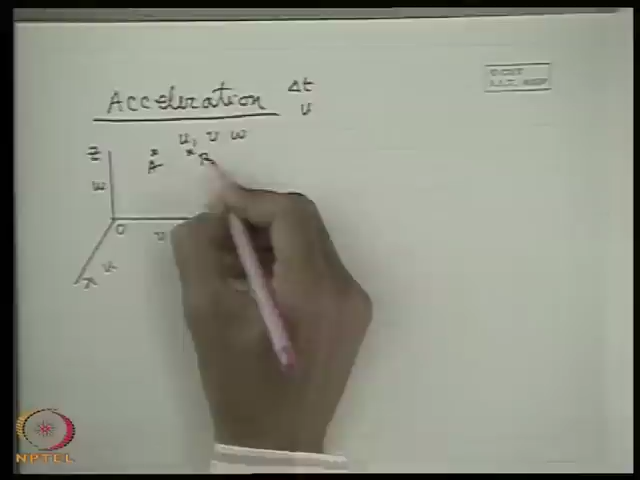 Acceleration Δt
u
u, v w
z
A B
w
O
v
u
x
NPTEL